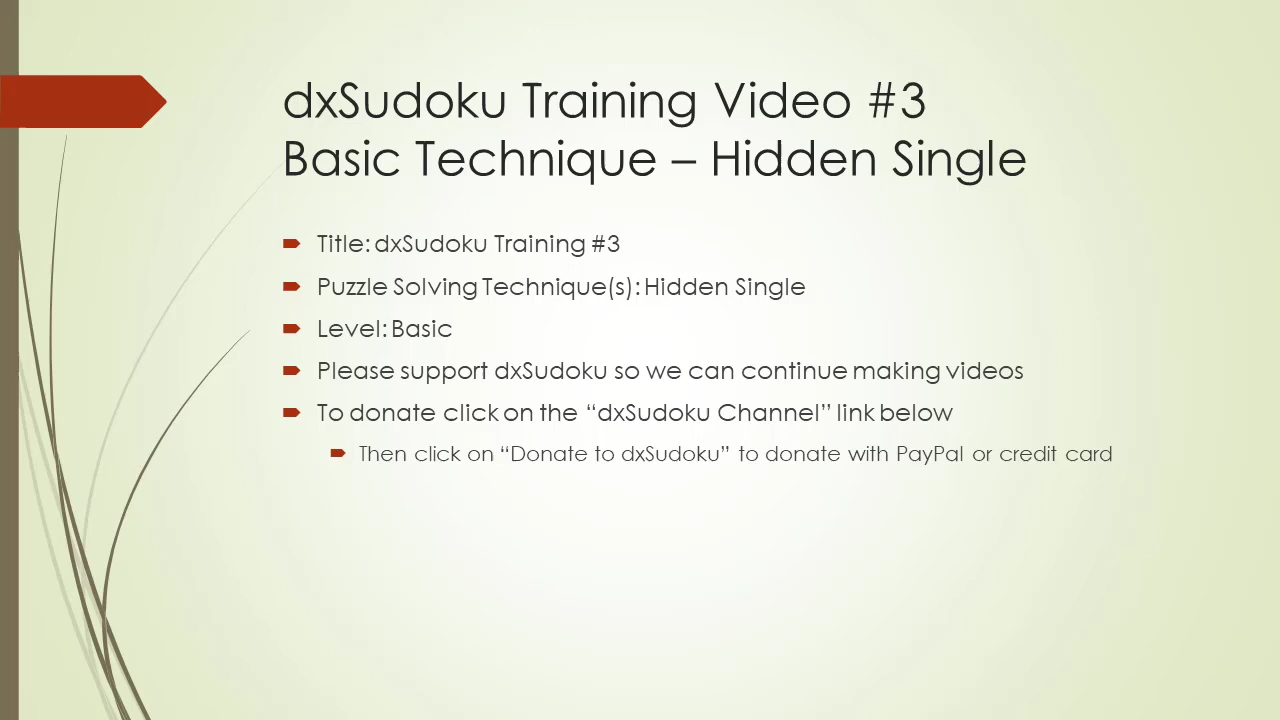 dxSudoku Training Video #3
Basic Technique – Hidden Single
Title: dxSudoku Training #3
Puzzle Solving Technique(s): Hidden Single
Level: Basic
Please support dxSudoku so we can continue making videos
To donate click on the “dxSudoku Channel” link below
Then click on “Donate to dxSudoku” to donate with PayPal or credit card